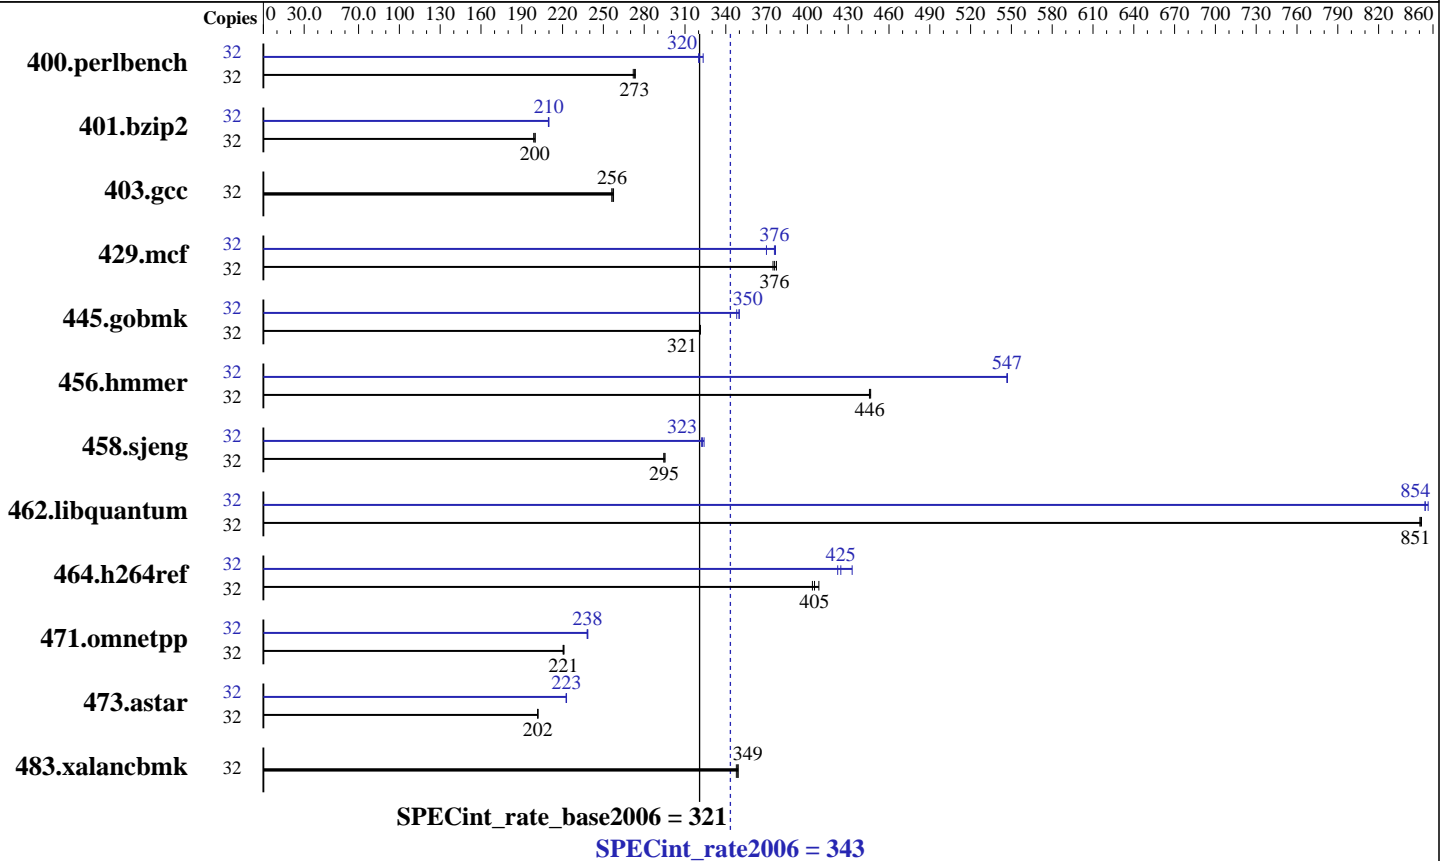 Copies 0 30.0 70.0 100 130 160 190 220 250 280 310 340 370 400 430 460 490 520 550 580 610 640 670 700 730 760 790 820 860
400.perlbench 32 320
32 273
401.bzip2 32 210
32 200
403.gcc 32 256
429.mcf 32 376
32 376
445.gobmk 32 350
32 321
456.hmmer 32 547
32 446
458.sjeng 32 323
32 295
462.libquantum 32 854
32 851
464.h264ref 32 425
32 405
471.omnetpp 32 238
32 221
473.astar 32 223
32 202
483.xalancbmk 32 349
SPECint_rate_base2006 = 321
SPECint_rate2006 = 343